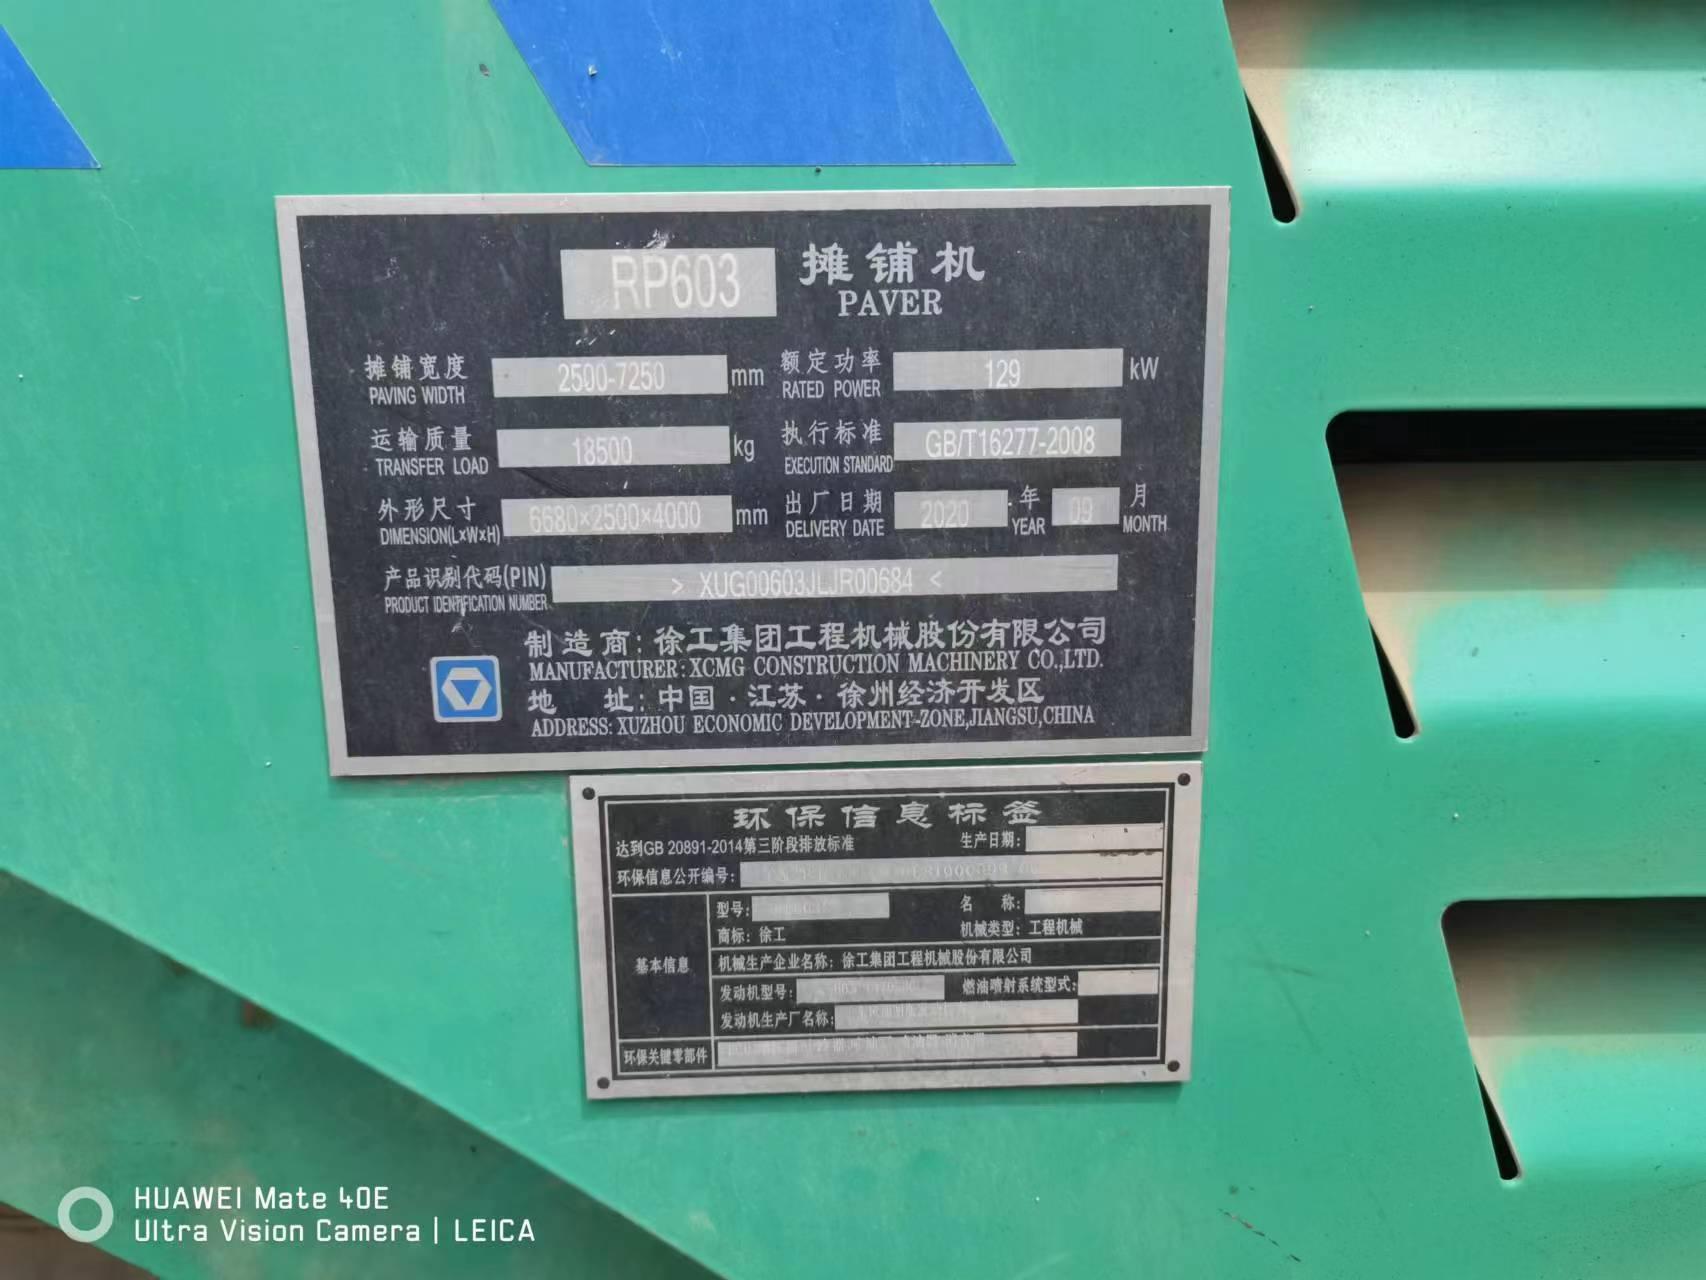 RP603 摊铺机
PAVER
摊铺宽度 2500-7250 mm 额定功率 129 kW
PAVING WIDTH RATED POWER
运输质量 18500 kg 执行标准 GB/T16277-2008
TRANSFER LOAD EXECUTION STANDARD
外形尺寸 6680×2500×4000 mm 出厂日期 2020 年 09 月
DIMENSION(L×W×H) DELIVERY DATE YEAR MONTH
产品识别代码(PIN) > XUG00603JLJR00684 <
PRODUCT IDENTIFICATION NUMBER
制造商: 徐工集团工程机械股份有限公司
MANUFACTURER: XCMG CONSTRUCTION MACHINERY CO.,LTD.
地 址: 中国·江苏·徐州经济开发区
ADDRESS: XUZHOU ECONOMIC DEVELOPMENT-ZONE,JIANGSU,CHINA
环保信息标签
达到GB 20891-2014第三阶段排放标准 生产日期:
环保信息公开编号:
型号: 名 称:
商标: 徐工 机械类型: 工程机械
基本信息
机械生产企业名称: 徐工集团工程机械股份有限公司
发动机型号: 燃油喷射系统型式:
发动机生产厂名称:
环保关键零部件
HUAWEI Mate 40E
Ultra Vision Camera | LEICA